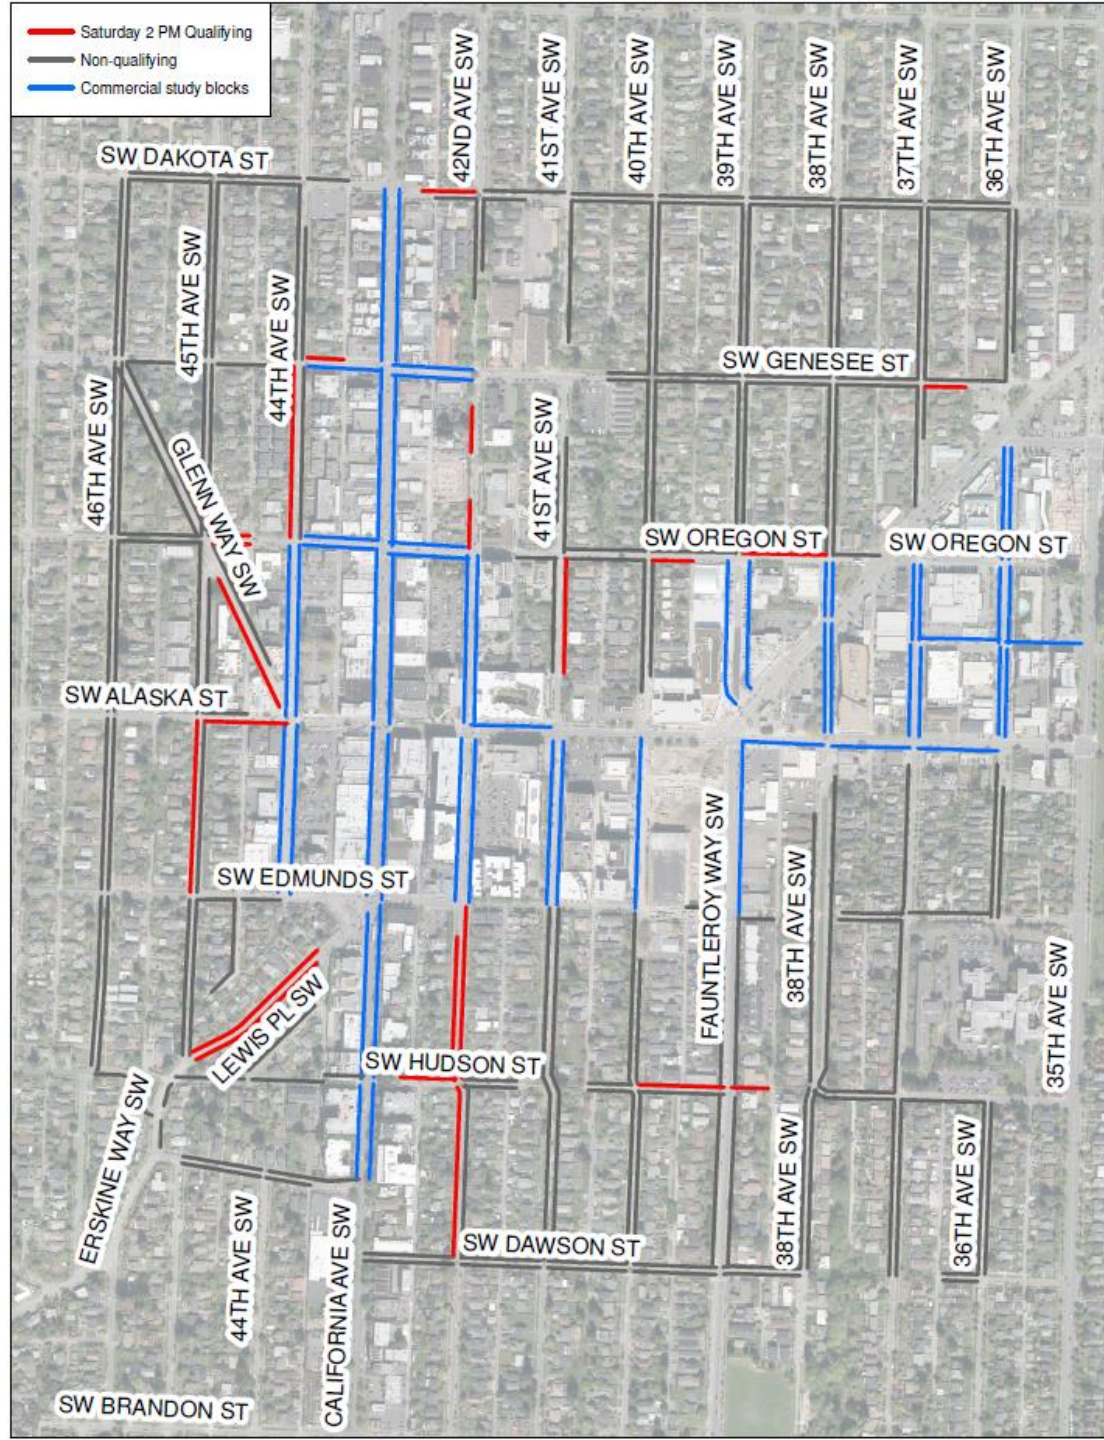 Saturday 2 PM Qualifying
Non-qualifying
Commercial study blocks
42ND AVE SW
41ST AVE SW
40TH AVE SW
39TH AVE SW
38TH AVE SW
37TH AVE SW
36TH AVE SW
SW DAKOTA ST
45TH AVE SW
44TH AVE SW
SW GENESEE ST
46TH AVE SW
GLENN WAY SW
41ST AVE SW
SW OREGON ST
SW OREGON ST
SW ALASKA ST
SW EDMUNDS ST
FAUNTLEROY WAY SW
38TH AVE SW
35TH AVE SW
LEWIS PL SW
SW HUDSON ST
ERSKINE WAY SW
44TH AVE SW
CALIFORNIA AVE SW
SW DAWSON ST
38TH AVE SW
36TH AVE SW
SW BRANDON ST